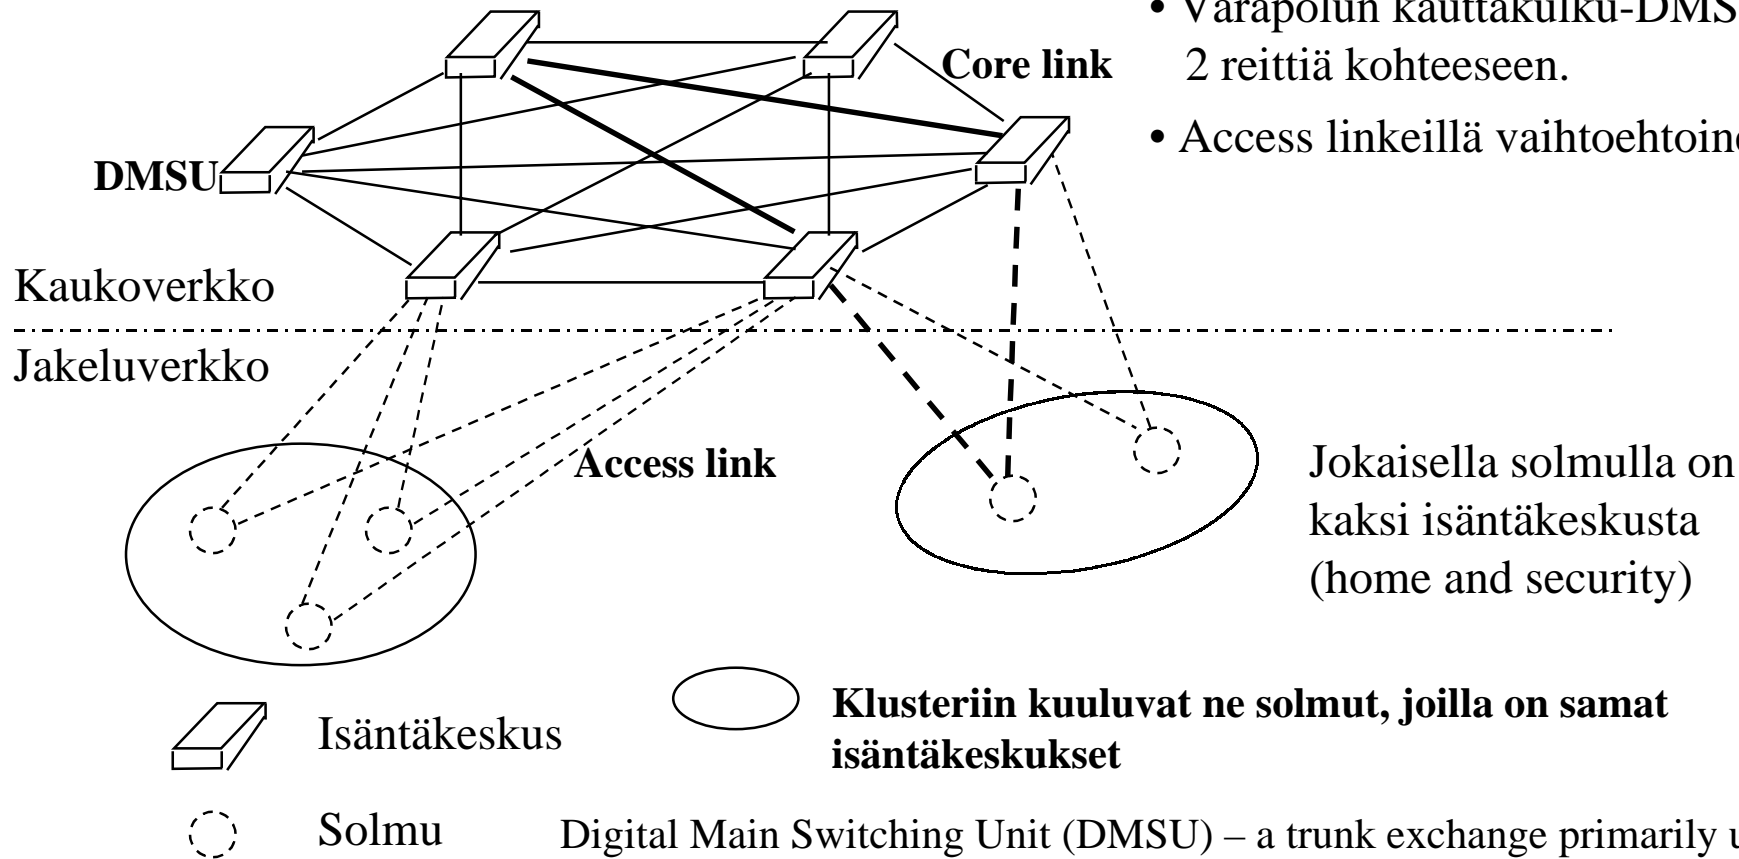 • Varapolun kauttakulku-DMS
2 reittiä kohteeseen.
Core link
• Access linkeillä
DMSU
Kaukoverkko
Jakeluverkko
Access link
Jokaisella solmulla on
kaksi isäntäkeskusta
(home and security)
Isäntäkeskus
Klusteriin kuuluvat ne solmut, joilla on samat
isäntäkeskukset
Solmu
Digital Main Switching Unit (DMSU) – a trunk exchange primarily